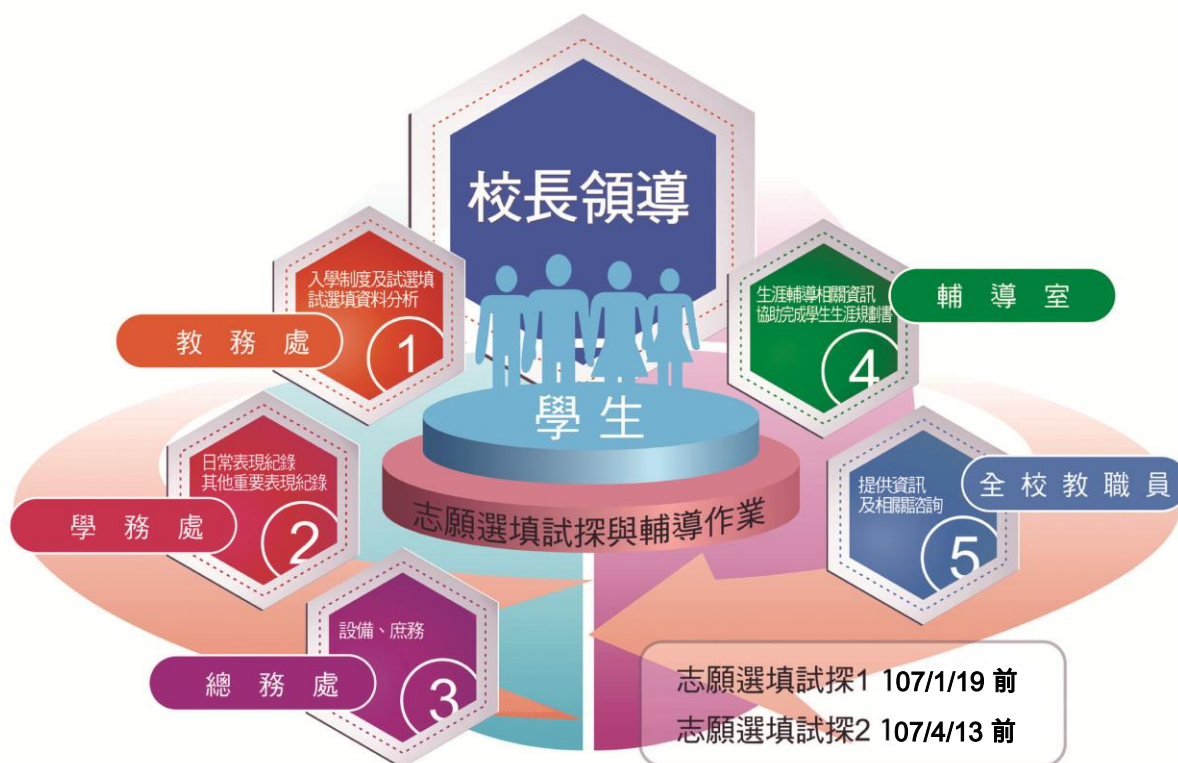 校長領導
入學制度及試選填
試選填資料分析
教務處
1
日常表現紀錄
其他重要表現紀錄
學務處
2
設備、庶務
總務處
3
生涯輔導相關資訊
協助完成學生生涯規劃書
輔導室
4
提供資訊
及相關諮詢
全校教職員
5
學生
志願選填試探與輔導作業
志願選填試探1 107/1/19 前
志願選填試探2 107/4/13 前